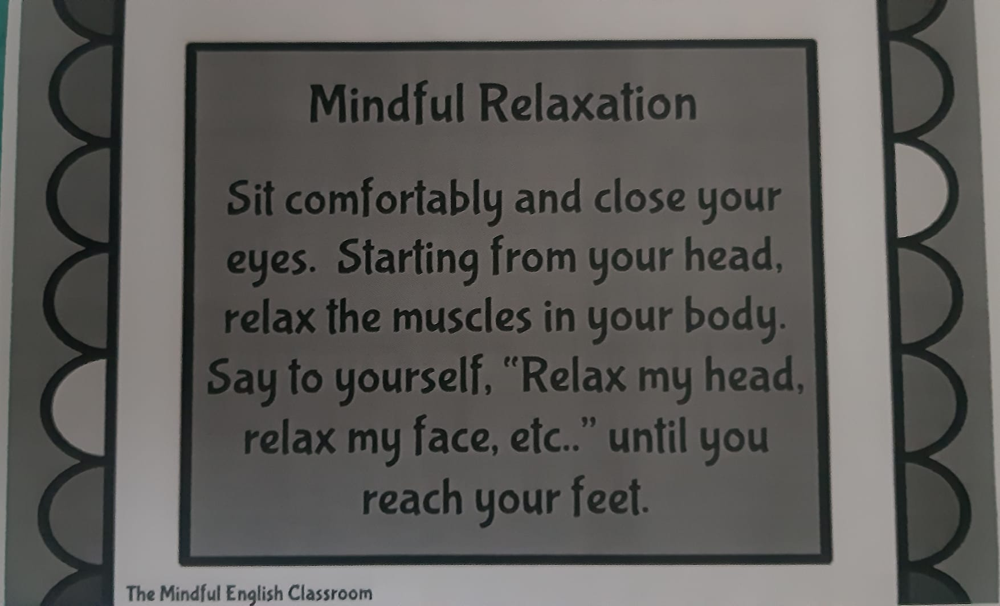 Mindful Relaxation
Sit comfortably and close your
eyes. Starting from your head,
relax the muscles in your body.
Say to yourself, “Relax my head,
relax my face, etc..” until you
reach your feet.
The Mindful English Classroom